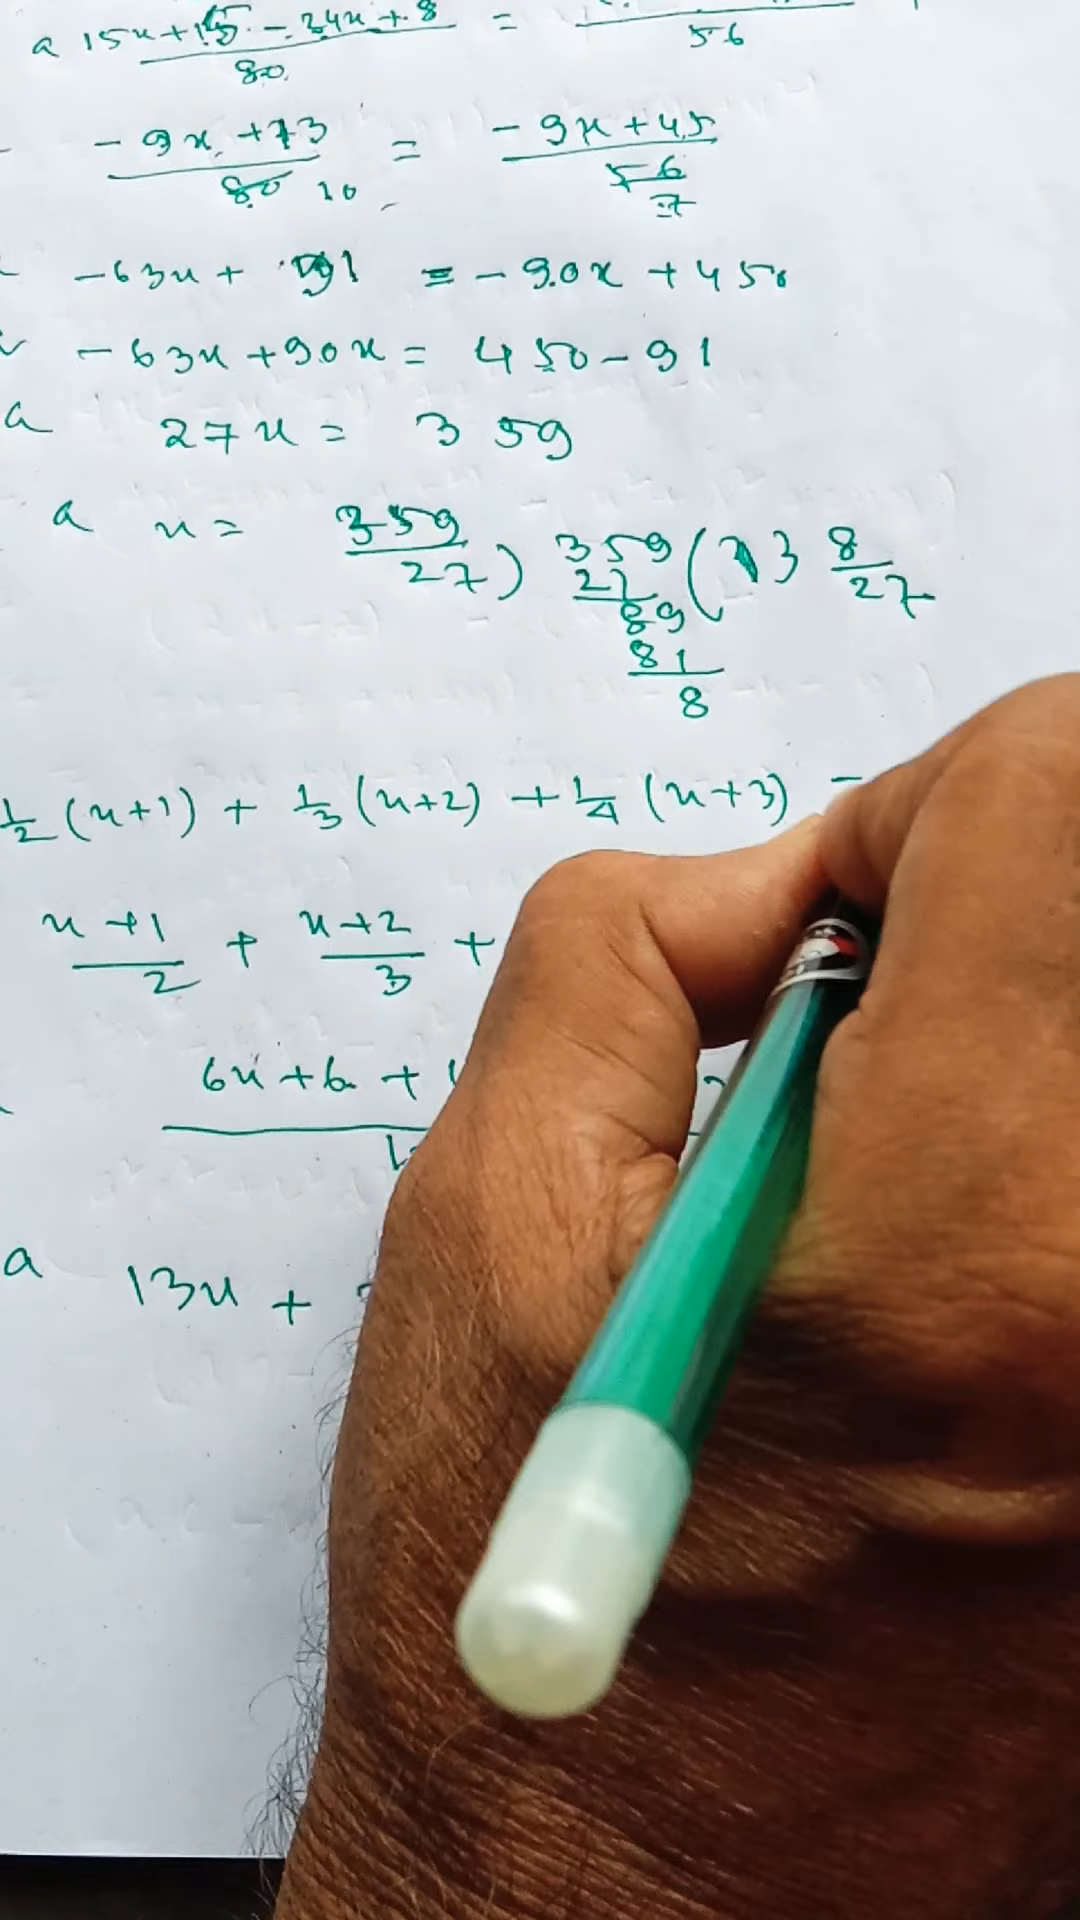 a 15x+15 - 24x+8 / 80 = / 56
-9x+73 / 80 10 = -9x+45 / 56 7
-63x + 91 = -90x + 450
-63x+90x = 450-91
a 27x = 359
a x = 359/27 ) 359 ( 13 8/27
27
89
81
8
1/2 (x+1) + 1/3 (x+2) + 1/4 (x+3)
x+1 / 2 + x+2 / 3 +
6x+6 +
a 13x +